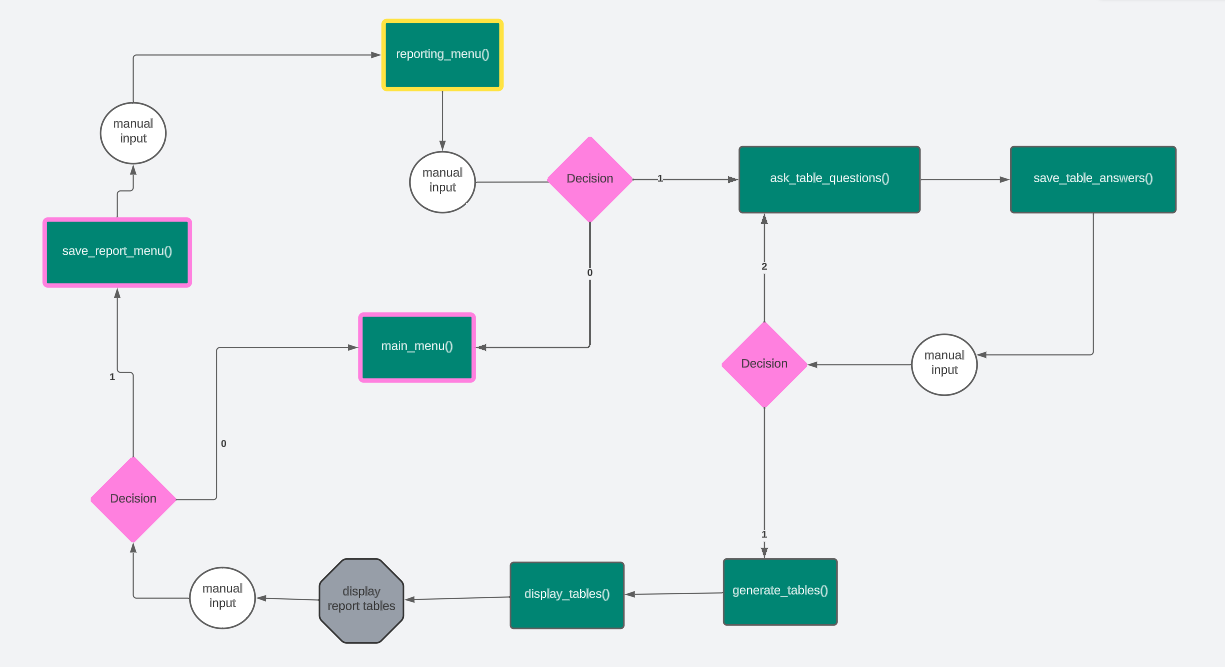 reporting_menu()
manual
input
manual
input
Decision
1
ask_table_questions()
save_table_answers()
save_report_menu()
0
2
main_menu()
manual
input
Decision
1
0
Decision
1
manual
input
display
report tables
display_tables()
generate_tables()